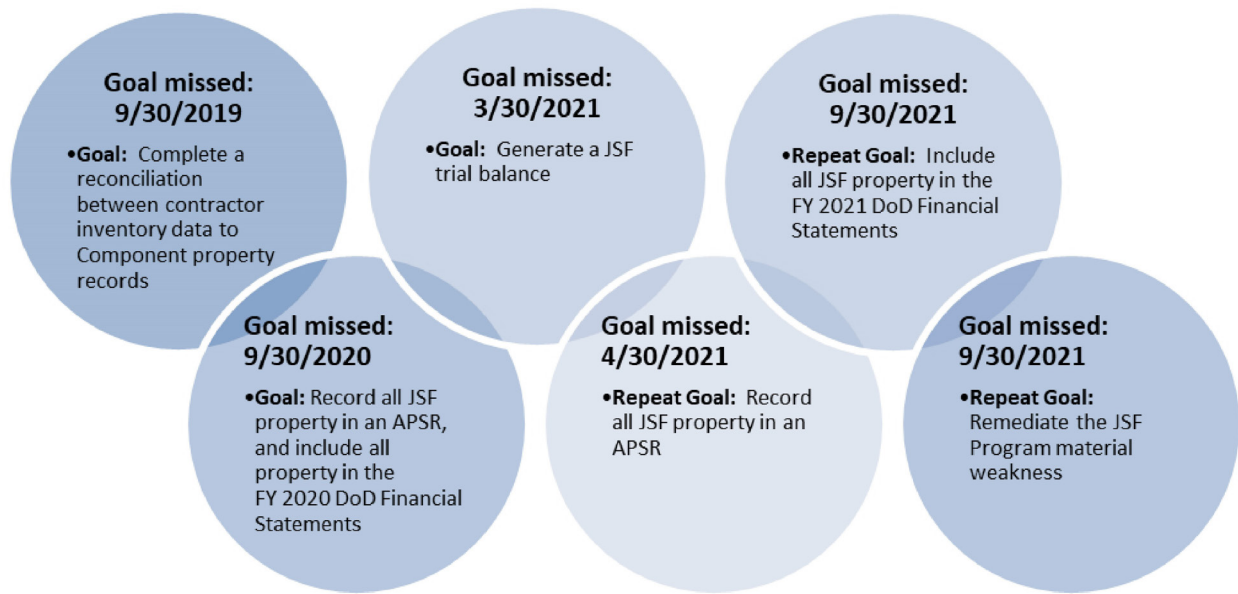 Goal missed:
9/30/2019
•Goal: Complete a
reconciliation
between contractor
inventory data to
Component property
records
Goal missed:
9/30/2020
•Goal: Record all JSF
property in an APSR,
and include all
property in the
FY 2020 DoD Financial
Statements
Goal missed:
3/30/2021
•Goal: Generate a JSF
trial balance
Goal missed:
4/30/2021
•Repeat Goal: Record
all JSF property in an
APSR
Goal missed:
9/30/2021
•Repeat Goal: Include
all JSF property in the
FY 2021 DoD Financial
Statements
Goal missed:
9/30/2021
•Repeat Goal:
Remediate the JSF
Program material
weakness